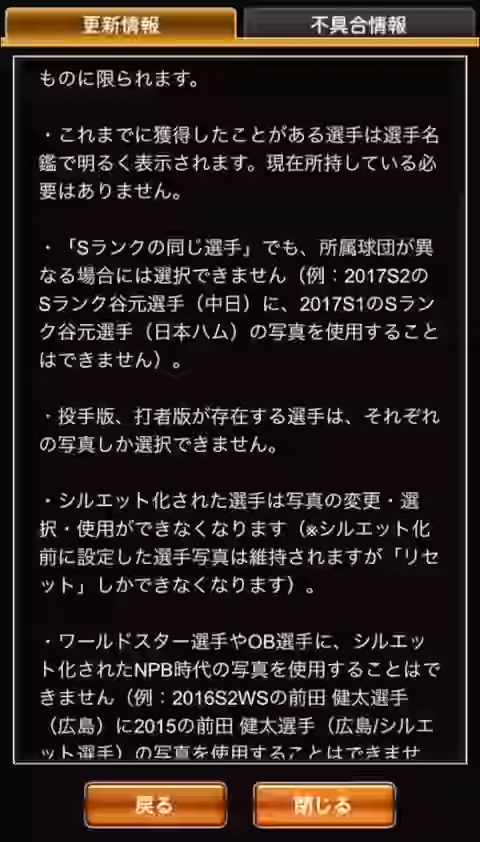 更新情報
不具合情報
ものに限られます。
・これまでに獲得したことがある選手は選手名
鑑で明るく表示されます。現在所持している必
要はありません。
・「Sランクの同じ選手」でも、所属球団が異
なる場合には選択できません（例：2017S2の
Sランク谷元選手（中日）に、2017S1のSラン
ク谷元選手（日本ハム）の写真を使用すること
はできません）。
・投手版、打者版が存在する選手は、それぞれ
の写真しか選択できません。
・シルエット化された選手は写真の変更・選
択・使用ができなくなります（※シルエット化
前に設定した選手写真は維持されますが「リセ
ット」しかできなくなります）。
・ワールドスター選手やOB選手に、シルエッ
ト化されたNPB時代の写真を使用することはで
きません（例：2016S2WSの前田 健太選手
（広島）に2015の前田 健太選手（広島/シルエ
ット選手）の写真を使用することはできませ
戻る
閉じる